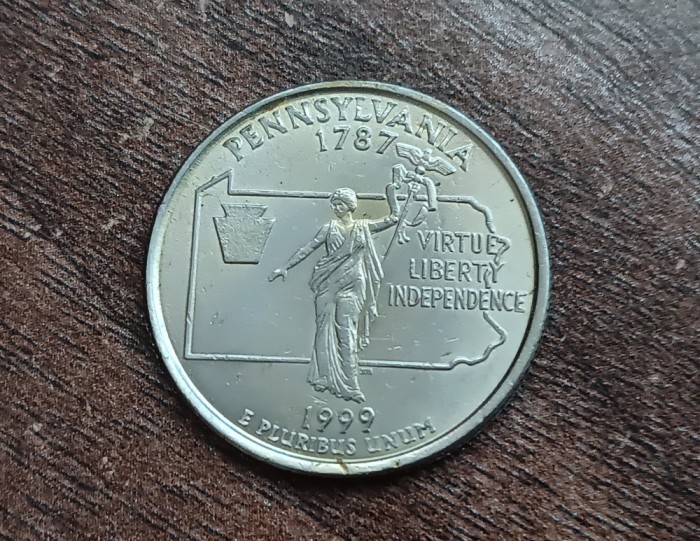 PENNSYLVANIA
1787
VIRTUE
LIBERTY
INDEPENDENCE
1999
E PLURIBUS UNUM